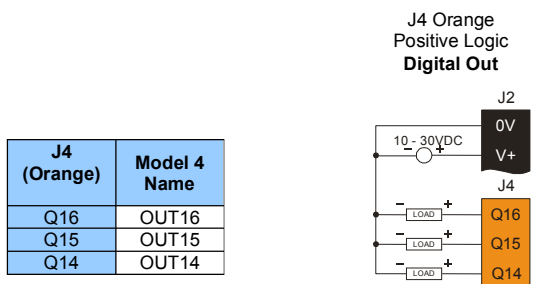 J4 Orange
Positive Logic
Digital Out
J4 (Orange) Model 4 Name
Q16 OUT16
Q15 OUT15
Q14 OUT14
J2
0V
10 - 30VDC
- +
V+
J4
- LOAD + Q16
- LOAD + Q15
- LOAD + Q14